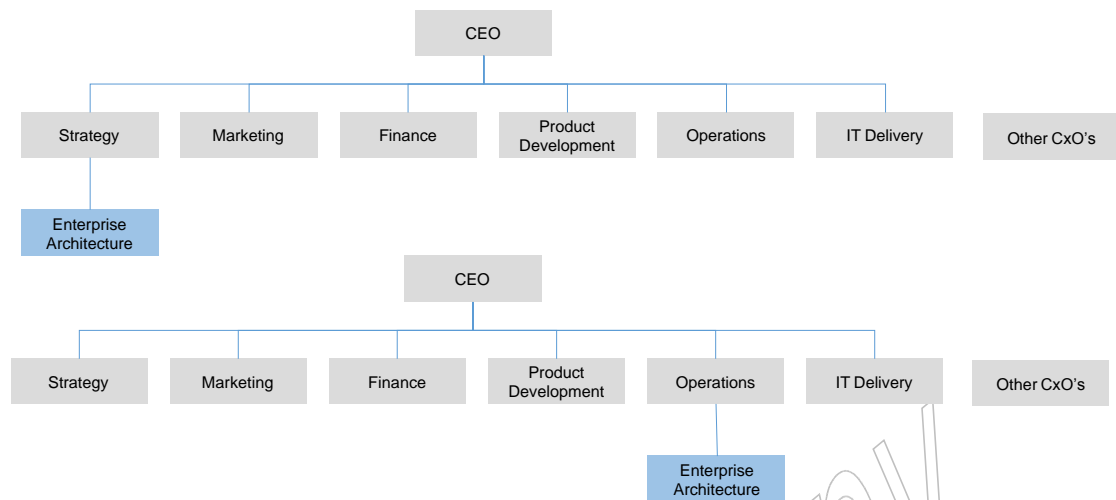 CEO
Strategy
Marketing
Finance
Product
Development
Operations
IT Delivery
Other CxO's
Enterprise
Architecture
CEO
Strategy
Marketing
Finance
Product
Development
Operations
IT Delivery
Other CxO's
Enterprise
Architecture